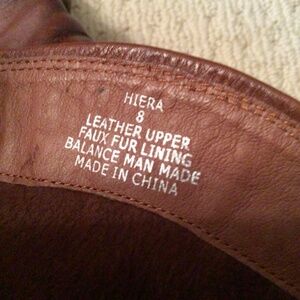 HIERA
8
LEATHER UPPER
FAUX FUR LINING
BALANCE MAN MADE
MADE IN CHINA